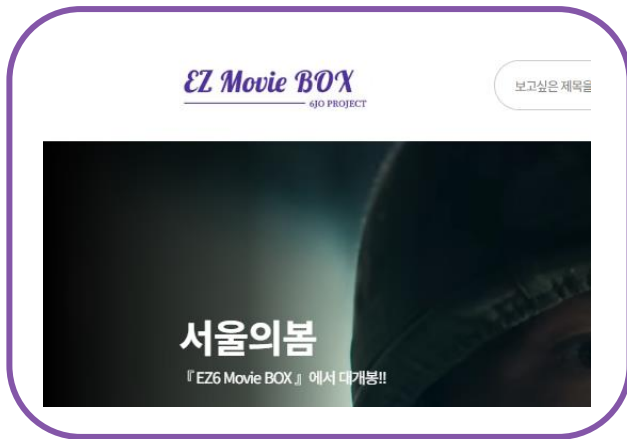 EZ Movie BOX
6JO PROJECT
보고싶은 제목을
서울의봄
『 EZ6 Movie BOX 』 에서 대개봉!!